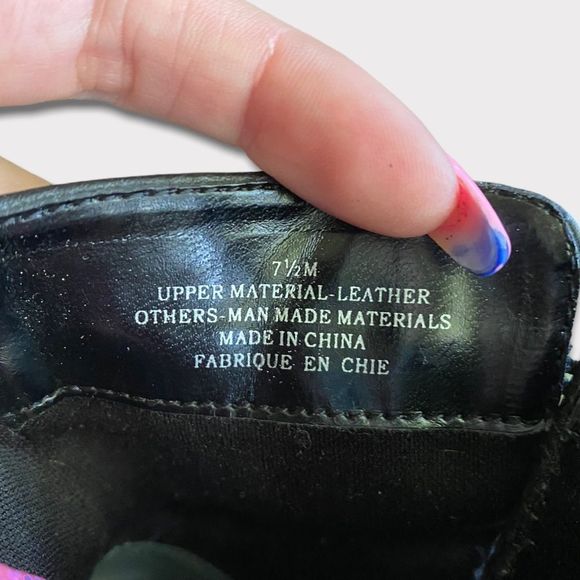 7½M
UPPER MATERIAL-LEATHER
OTHERS-MAN MADE MATERIALS
MADE IN CHINA
FABRIQUE EN CHIE